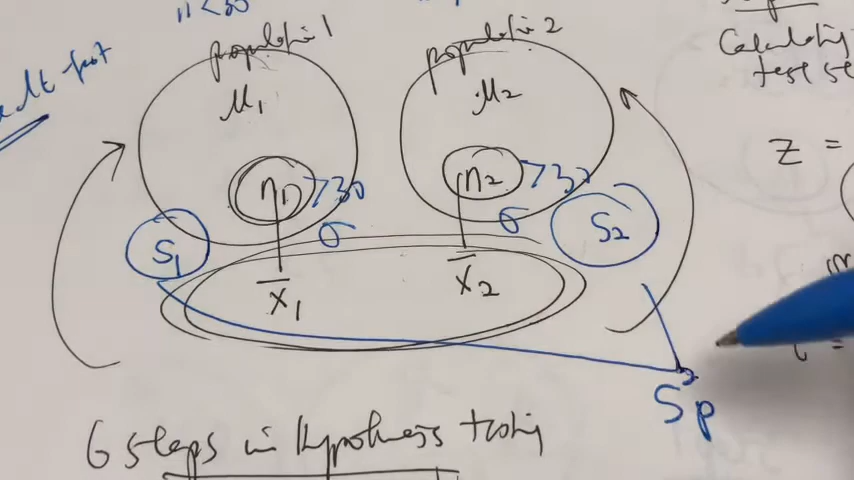 n < 30
population 1
population 2
μ₁
μ₂
Calculating
test
n₁ > 30
n₂ > 30
z =
σ
σ
S₁
S₂
x̄₁
x̄₂
t =
Sp
6 steps in Hypothesis testing